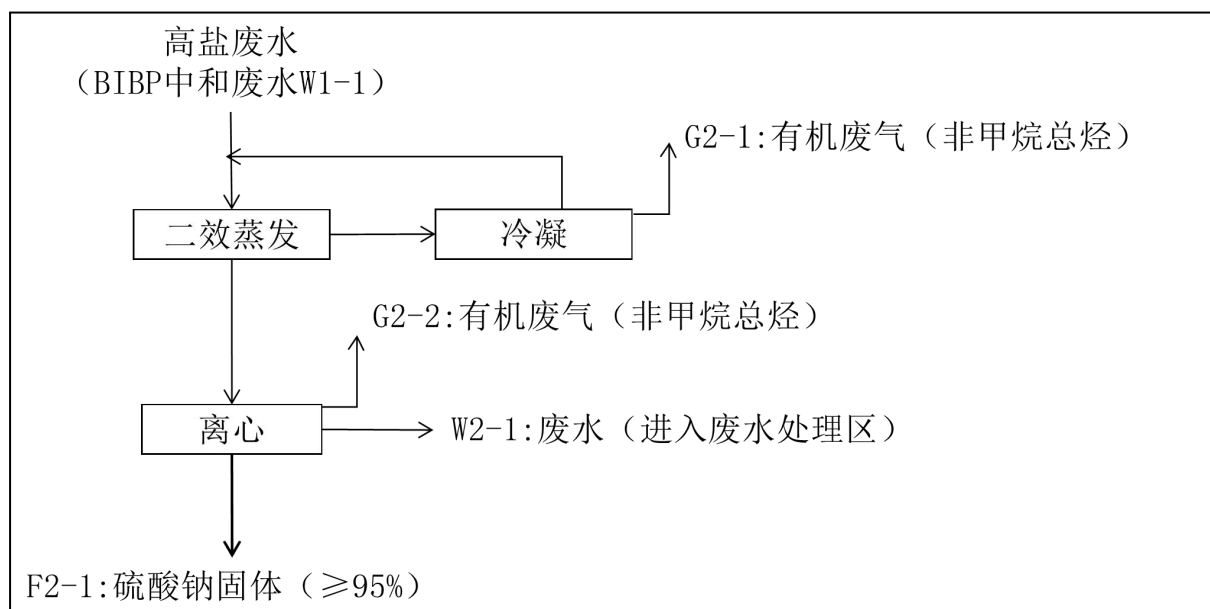 高盐废水
（BIBP中和废水W1-1）
G2-1:有机废气（非甲烷总烃）
二效蒸发
冷凝
G2-2:有机废气（非甲烷总烃）
离心
W2-1:废水（进入废水处理区）
F2-1:硫酸钠固体（≥95%）